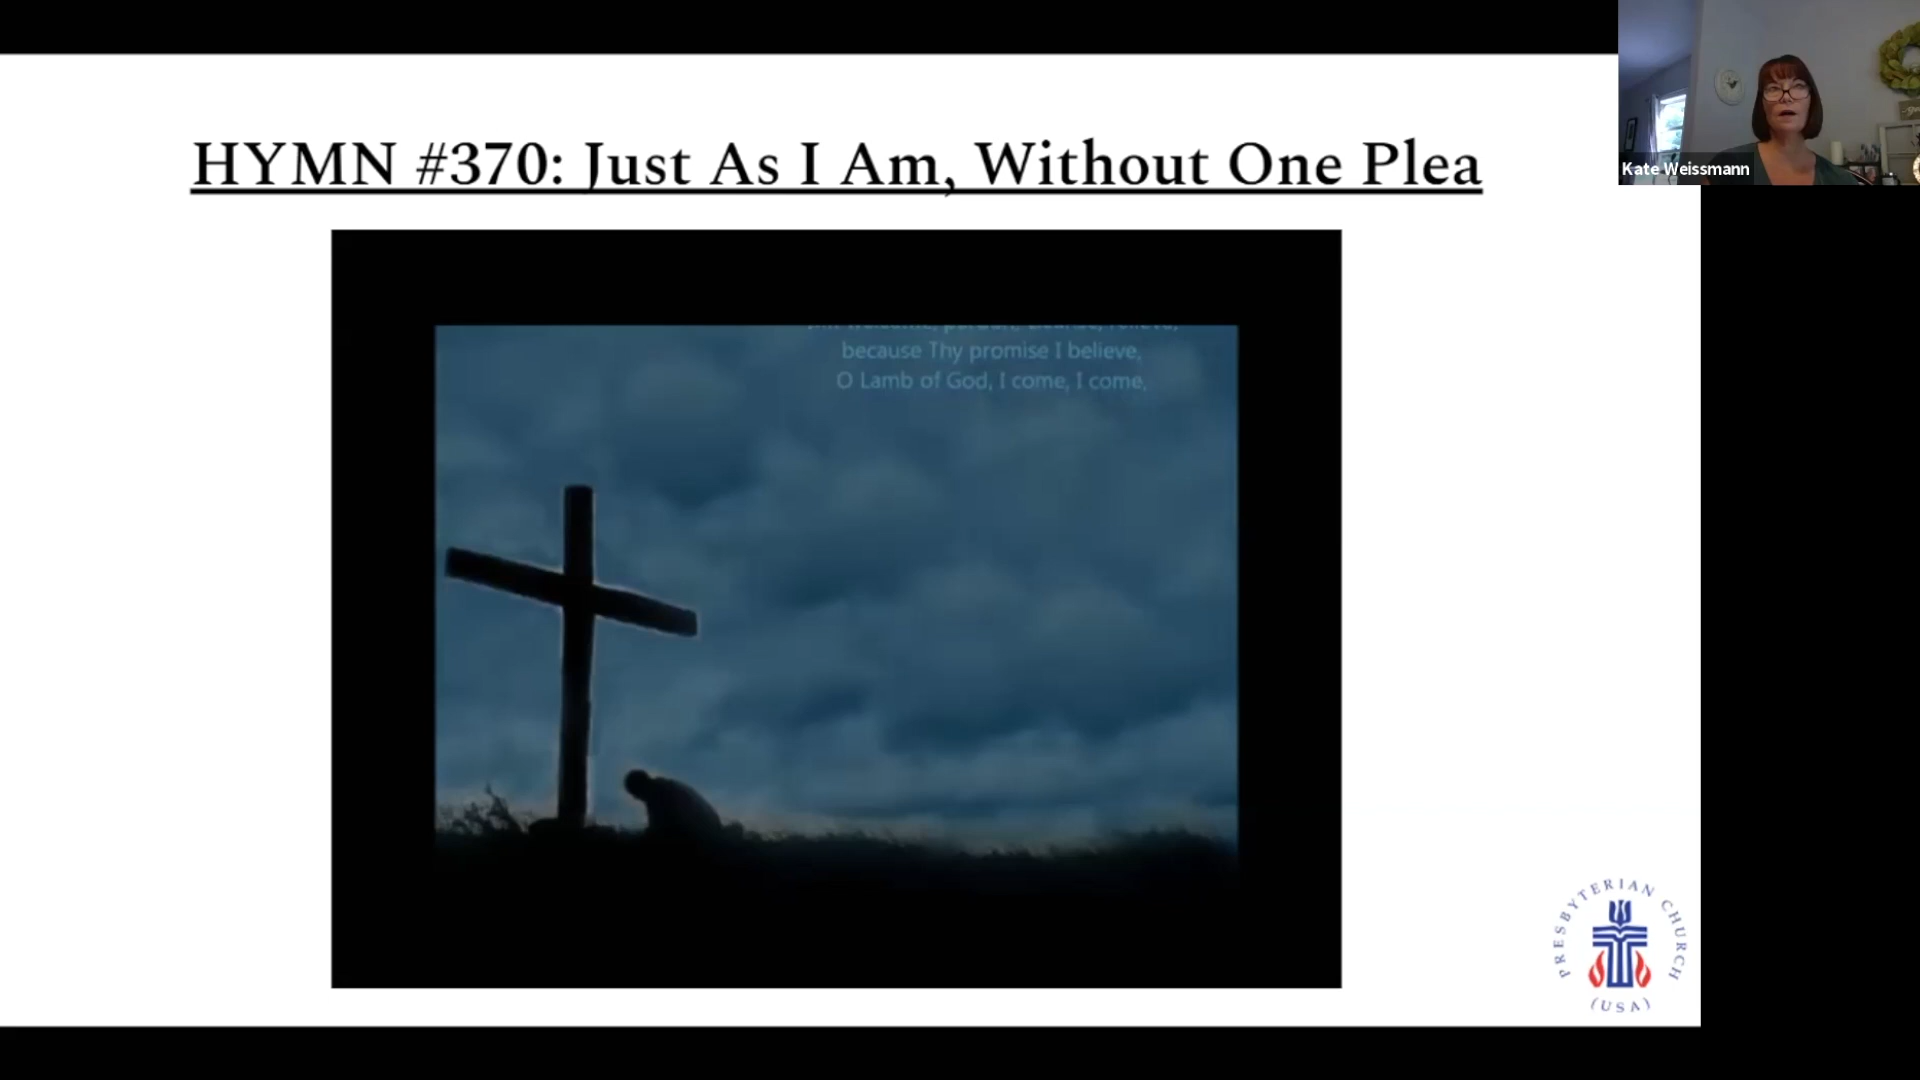 HYMN #370: Just As I Am, Without One Plea
Kate Weissmann
because Thy promise I believe,
O Lamb of God, I come, I come,
PRESBYTERIAN CHURCH
(USA)